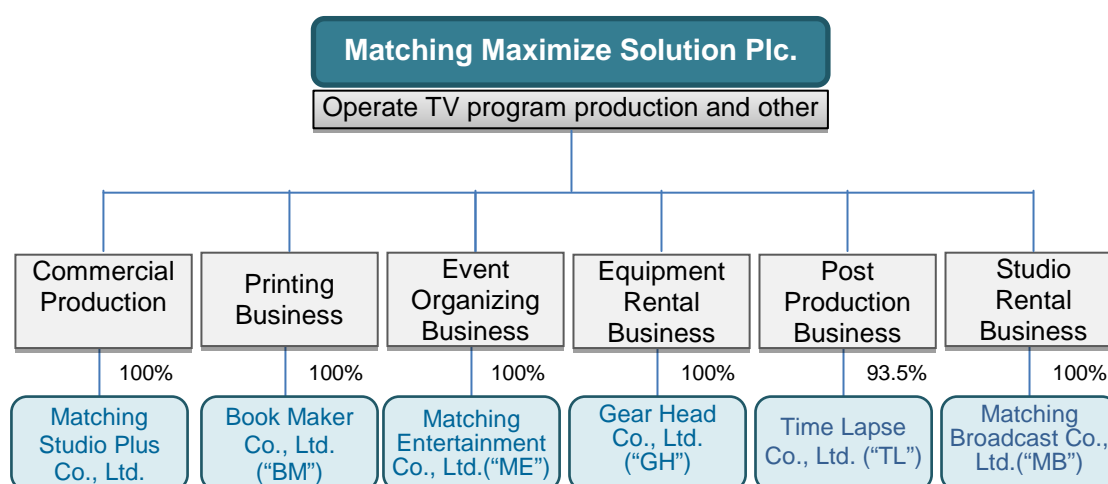 Matching Maximize Solution Plc.
Operate TV program production and other
Commercial
Production
Printing
Business
Event
Organizing
Business
Equipment
Rental
Business
Post
Production
Business
Studio
Rental
Business
100%
100%
100%
100%
93.5%
100%
Matching
Studio Plus
Co., Ltd.
Book Maker
Co., Ltd.
(“BM”)
Matching
Entertainment
Co., Ltd.(“ME”)
Gear Head
Co., Ltd.
(“GH”)
Time Lapse
Co., Ltd. (“TL”)
Matching
Broadcast Co.,
Ltd.(“MB”)